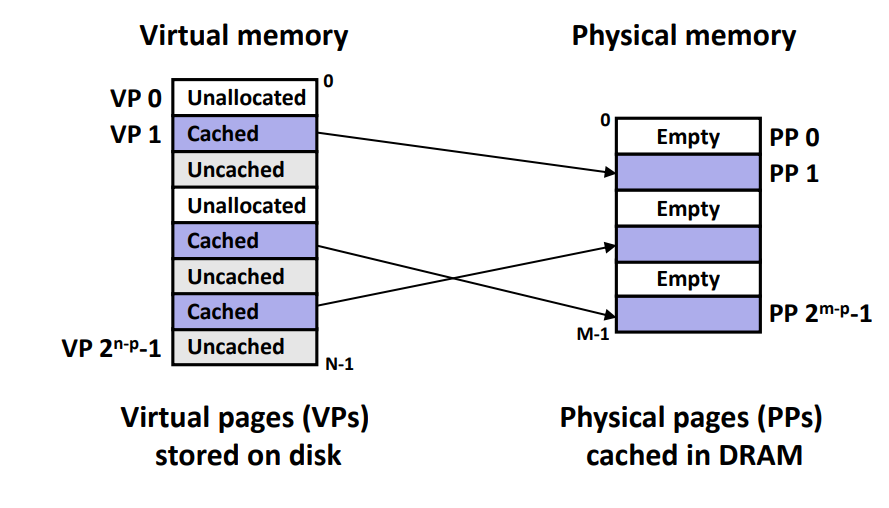 Virtual memory
Physical memory
0
VP 0 Unallocated
VP 1 Cached
Uncached
Unallocated
Cached
Uncached
Cached
VP 2ⁿ⁻ᵖ-1 Uncached
N-1
0
Empty PP 0
PP 1
Empty
Empty
PP 2ᵐ⁻ᵖ-1
M-1
Virtual pages (VPs)
stored on disk
Physical pages (PPs)
cached in DRAM